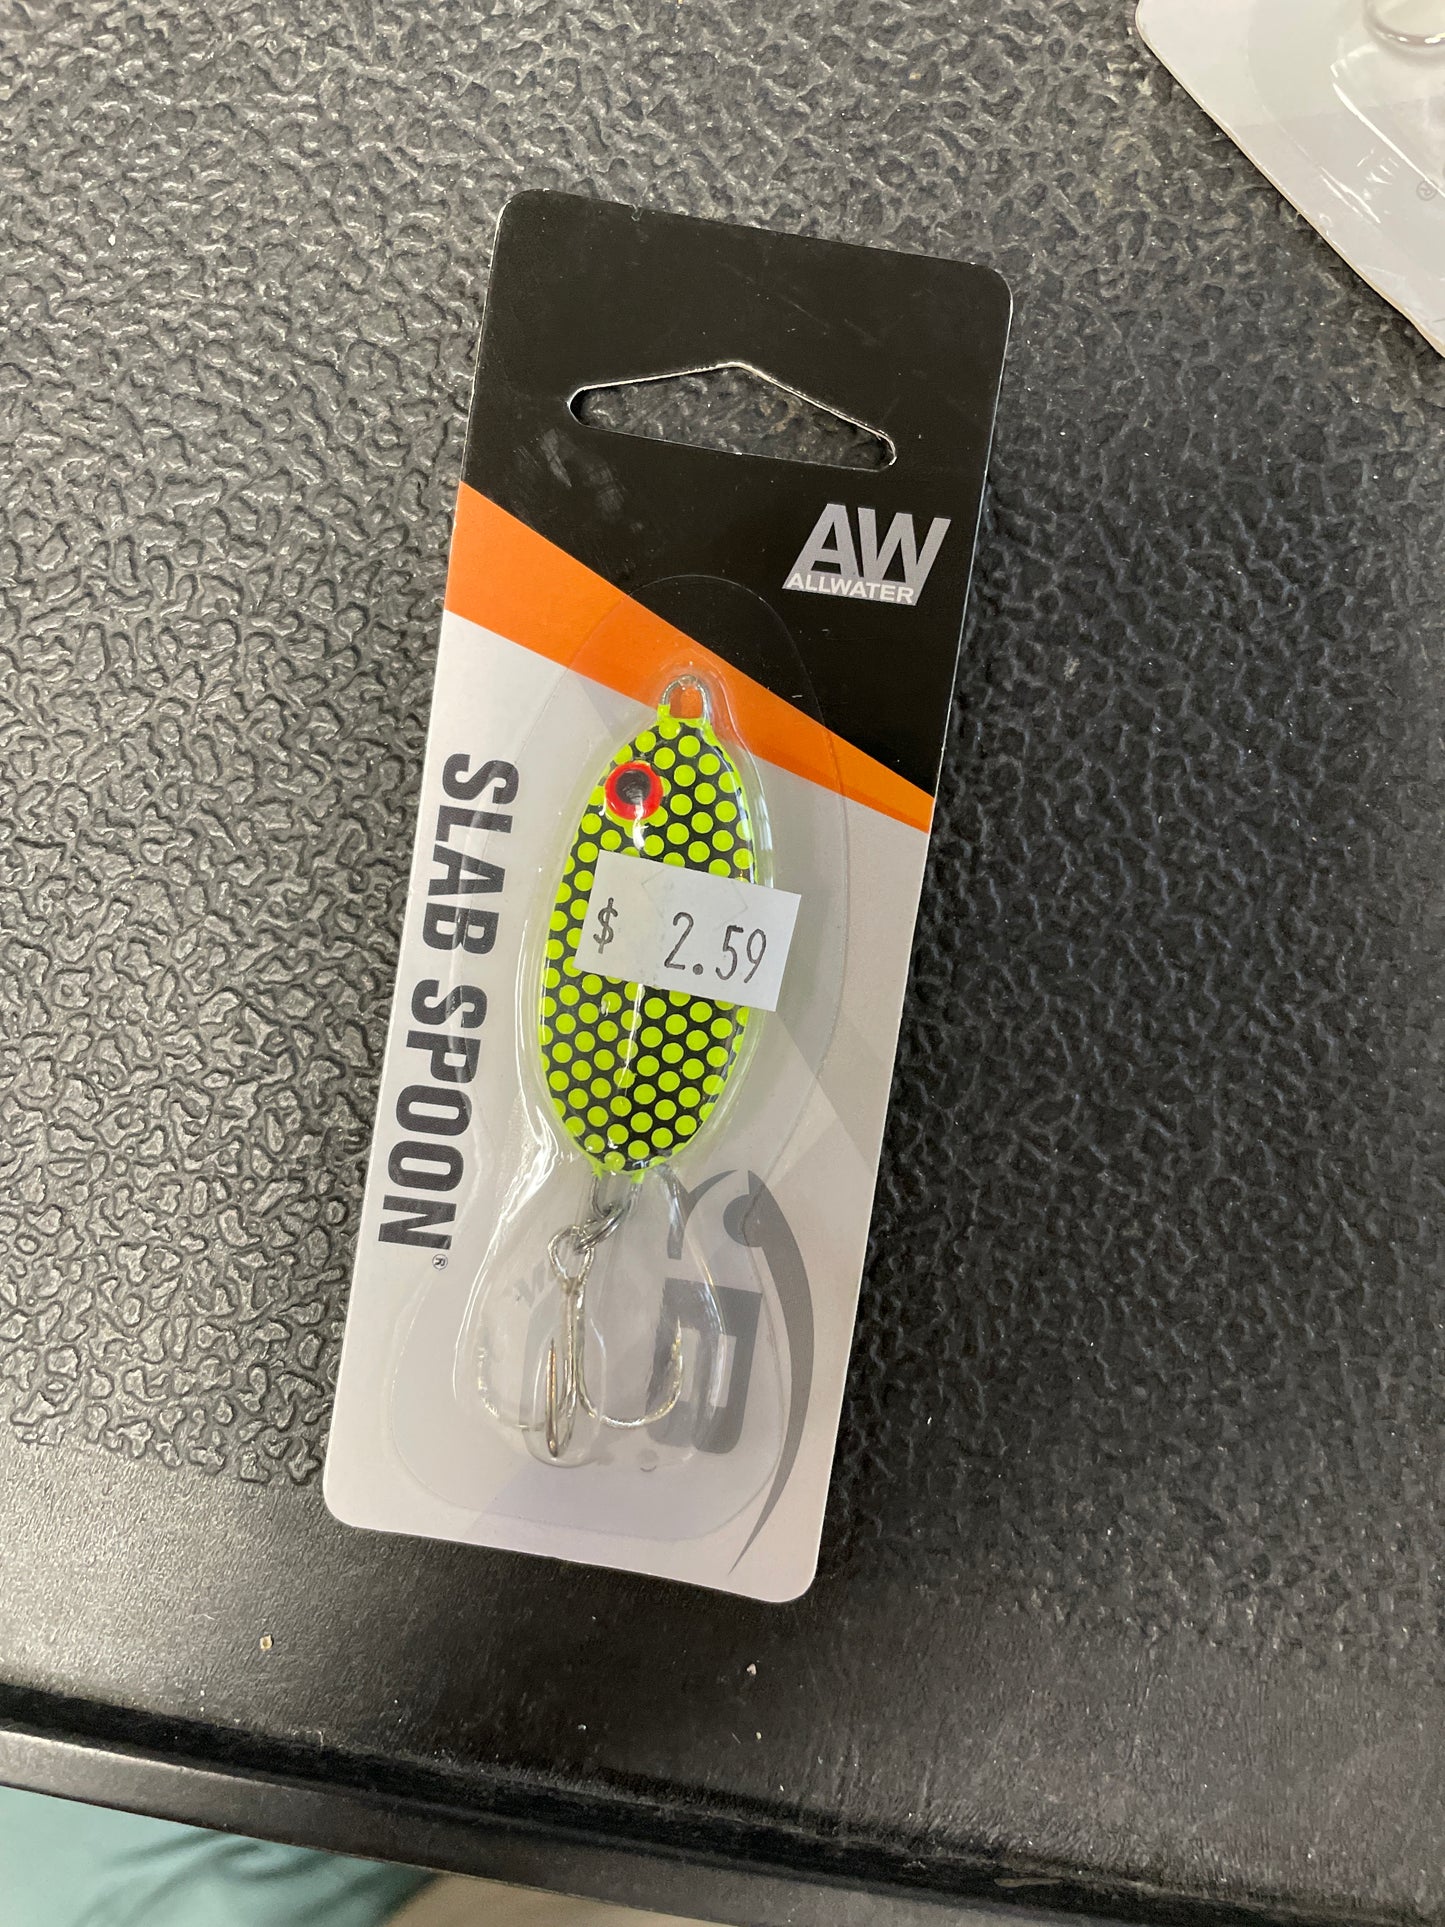 AW
ALLWATER
SLAB SPOON®
$ 2.59
®